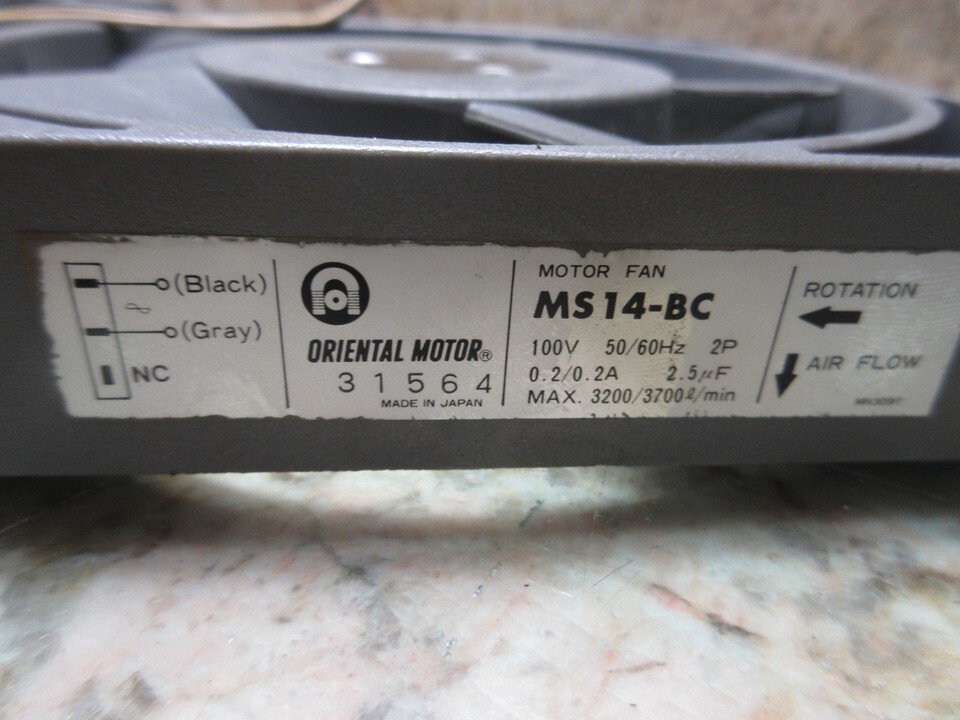 (Black)
(Gray)
NC
ORIENTAL MOTOR®
31564
MADE IN JAPAN
MOTOR FAN
MS14-BC
100V 50/60Hz 2P
0.2/0.2A 2.5μF
MAX. 3200/3700ℓ/min
ROTATION
AIR FLOW